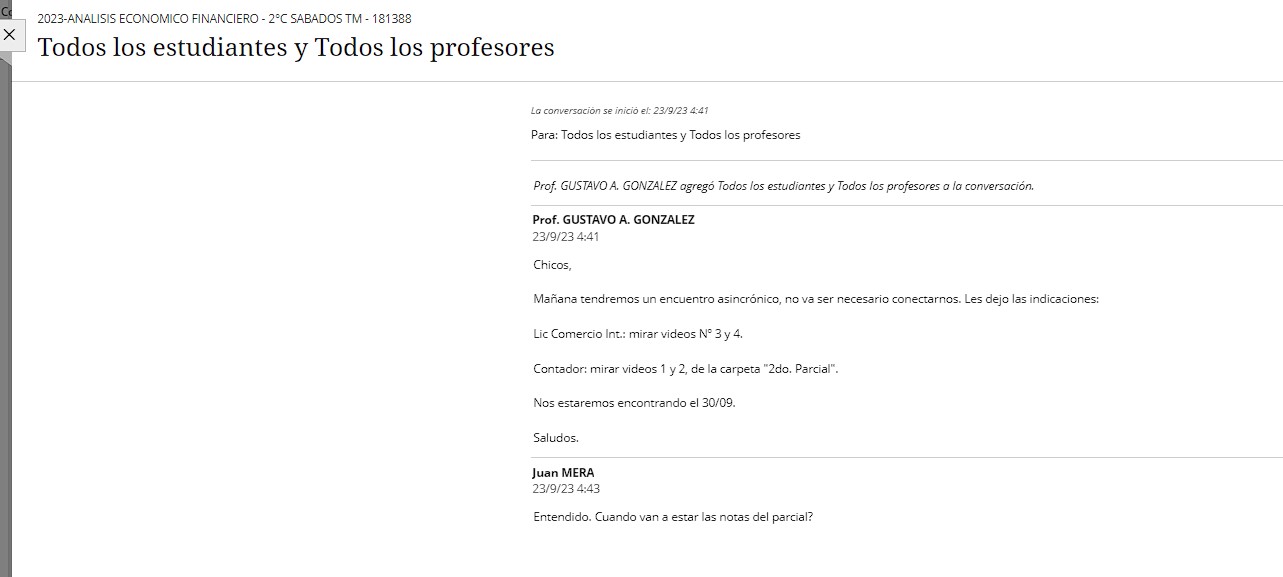 Co
2023-ANALISIS ECONOMICO FINANCIERO - 2°C SABADOS TM - 181388
Todos los estudiantes y Todos los profesores
La conversación se inició el: 23/9/23 4:41
Para: Todos los estudiantes y Todos los profesores
Prof. GUSTAVO A. GONZALEZ agregó Todos los estudiantes y Todos los profesores a la conversación.
Prof. GUSTAVO A. GONZALEZ
23/9/23 4:41
Chicos,
Mañana tendremos un encuentro asincrónico, no va ser necesario conectarnos. Les dejo las indicaciones:
Lic Comercio Int.: mirar videos N° 3 y 4.
Contador: mirar videos 1 y 2, de la carpeta "2do. Parcial".
Nos estaremos encontrando el 30/09.
Saludos.
Juan MERA
23/9/23 4:43
Entendido. Cuando van a estar las notas del parcial?